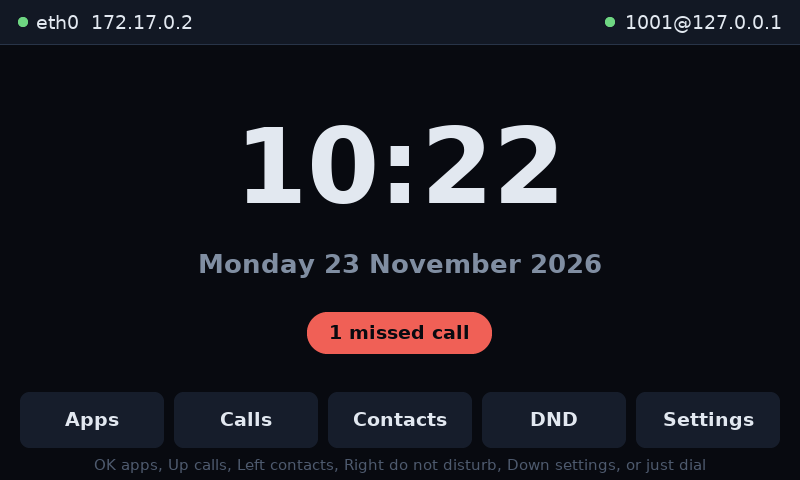 eth0 172.17.0.2
1001@127.0.0.1
10:22
Monday 23 November 2026
1 missed call
Apps Calls Contacts DND Settings
OK apps, Up calls, Left contacts, Right do not disturb, Down settings, or just dial